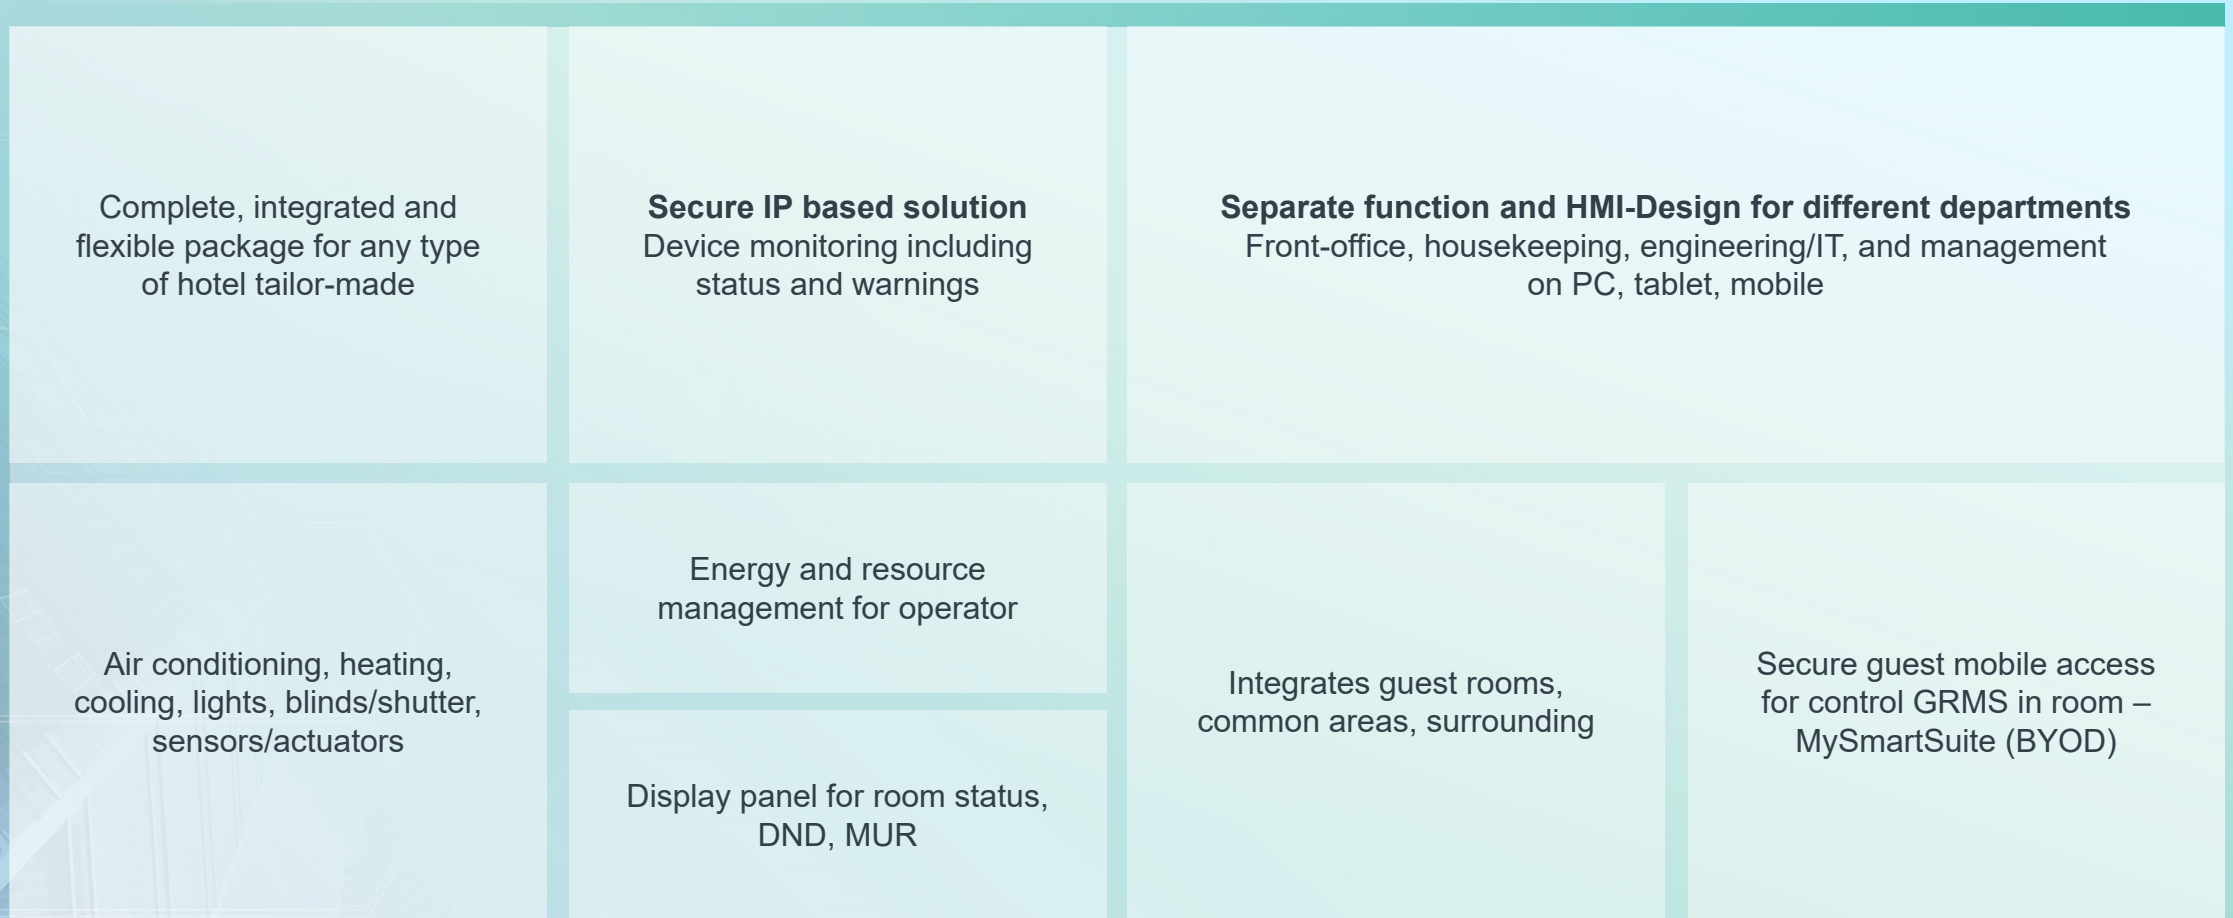 Complete, integrated and
flexible package for any type
of hotel tailor-made
Secure IP based solution
Device monitoring including
status and warnings
Separate function and HMI-Design for different departments
Front-office, housekeeping, engineering/IT, and management
on PC, tablet, mobile
Air conditioning, heating,
cooling, lights, blinds/shutter,
sensors/actuators
Energy and resource
management for operator
Display panel for room status,
DND, MUR
Integrates guest rooms,
common areas, surrounding
Secure guest mobile access
for control GRMS in room –
MySmartSuite (BYOD)